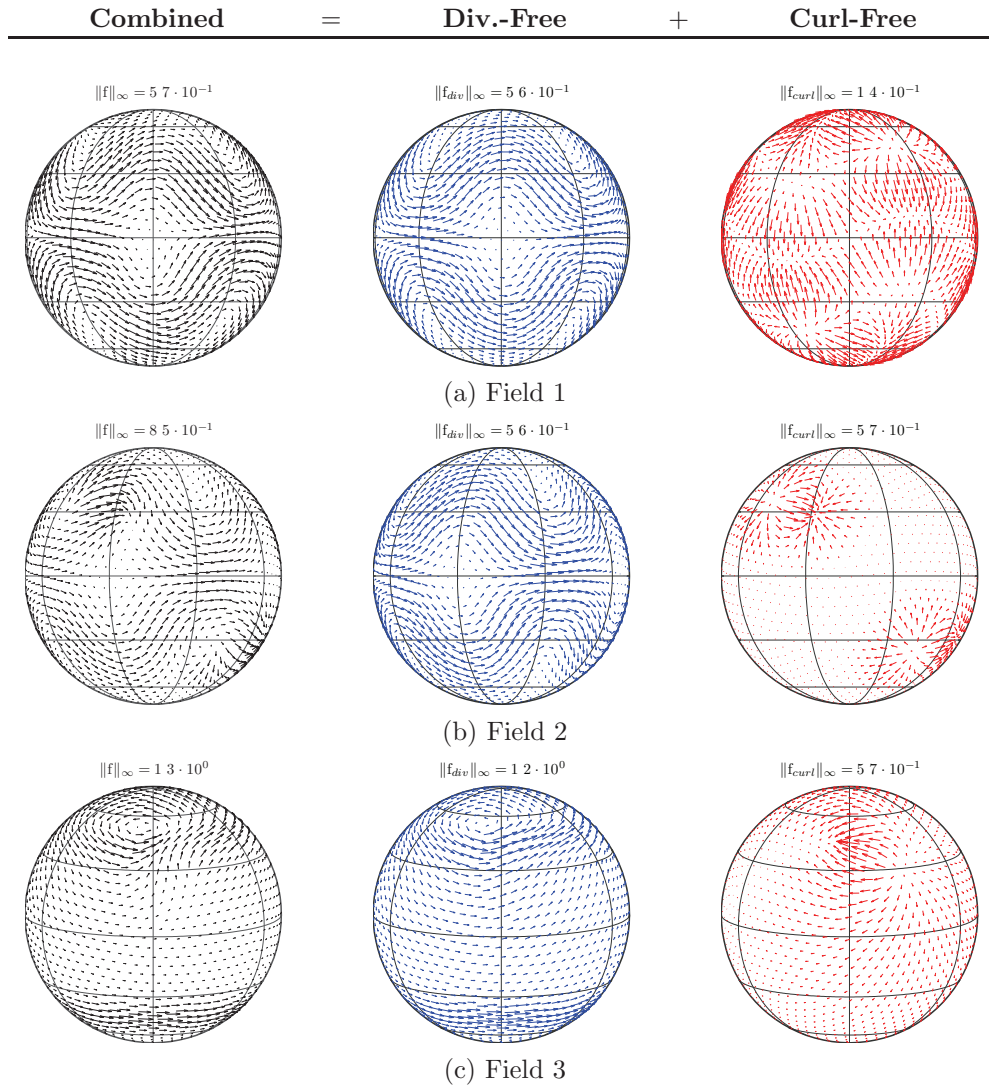 Combined = Div.-Free + Curl-Free
‖f‖∞ = 5 7 · 10⁻¹ ‖f_div‖∞ = 5 6 · 10⁻¹ ‖f_curl‖∞ = 1 4 · 10⁻¹
(a) Field 1
‖f‖∞ = 8 5 · 10⁻¹ ‖f_div‖∞ = 5 6 · 10⁻¹ ‖f_curl‖∞ = 5 7 · 10⁻¹
(b) Field 2
‖f‖∞ = 1 3 · 10⁰ ‖f_div‖∞ = 1 2 · 10⁰ ‖f_curl‖∞ = 5 7 · 10⁻¹
(c) Field 3